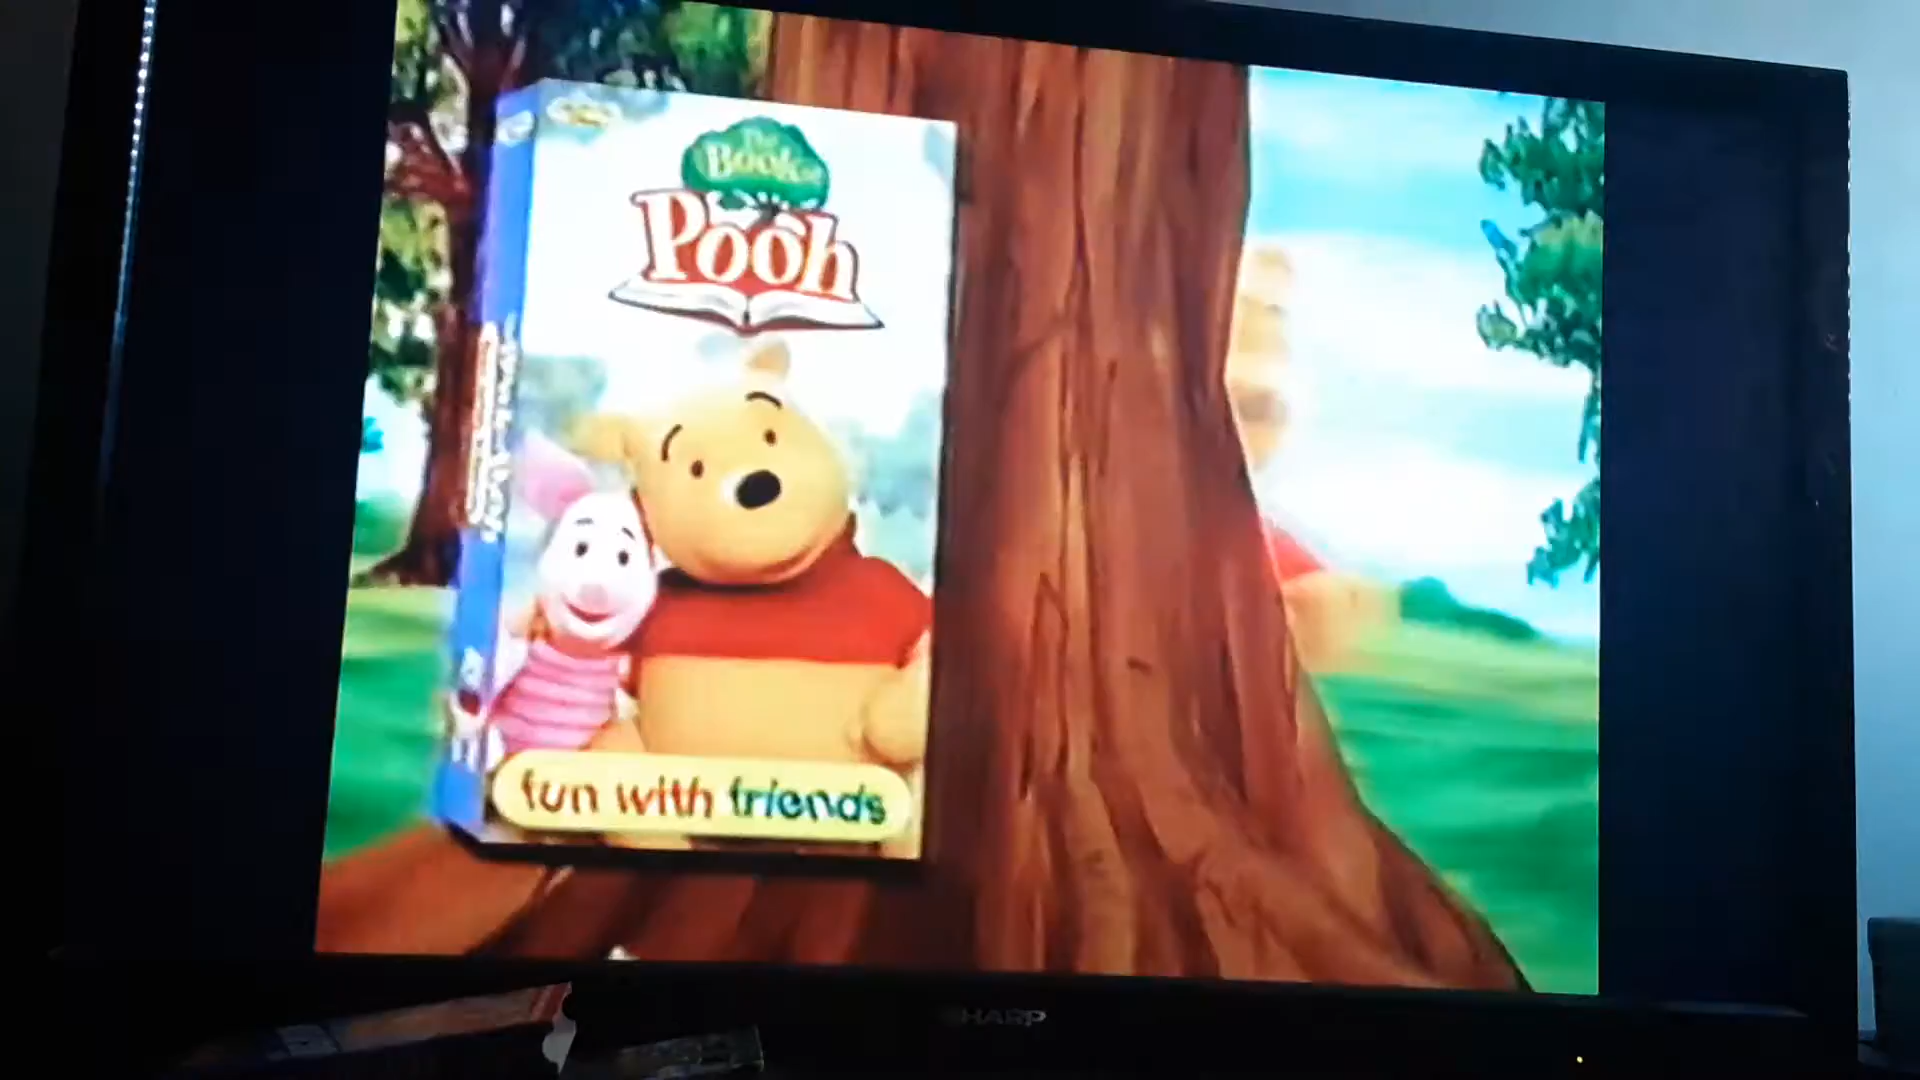 The
Book of
Pooh
fun with friends
SHARP